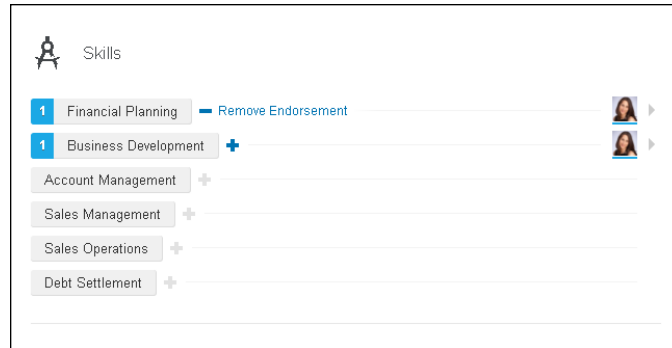 Skills
1 Financial Planning Remove Endorsement
1 Business Development
Account Management
Sales Management
Sales Operations
Debt Settlement